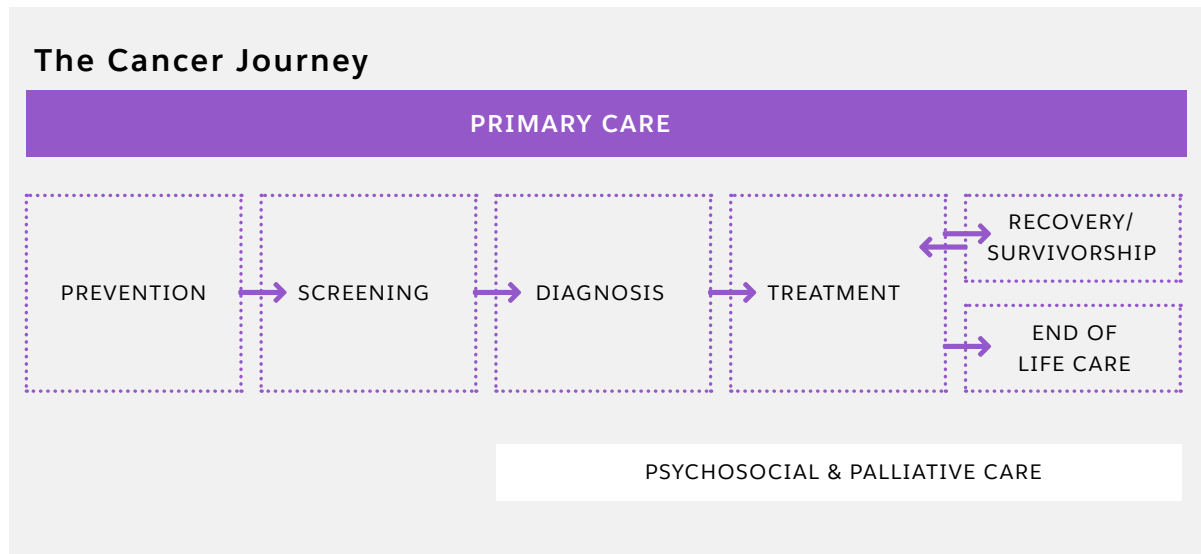 The Cancer Journey
PRIMARY CARE
PREVENTION
SCREENING
DIAGNOSIS
TREATMENT
RECOVERY/
SURVIVORSHIP
END OF
LIFE CARE
PSYCHOSOCIAL & PALLIATIVE CARE